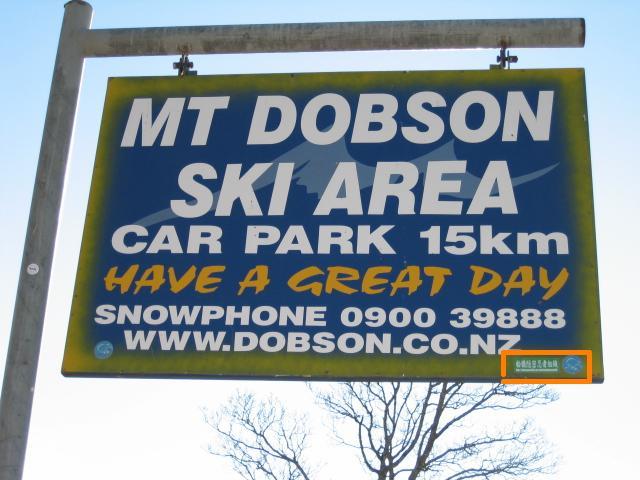 MT DOBSON
SKI AREA
CAR PARK 15km
HAVE A GREAT DAY
SNOWPHONE 0900 39888
WWW.DOBSON.CO.NZ